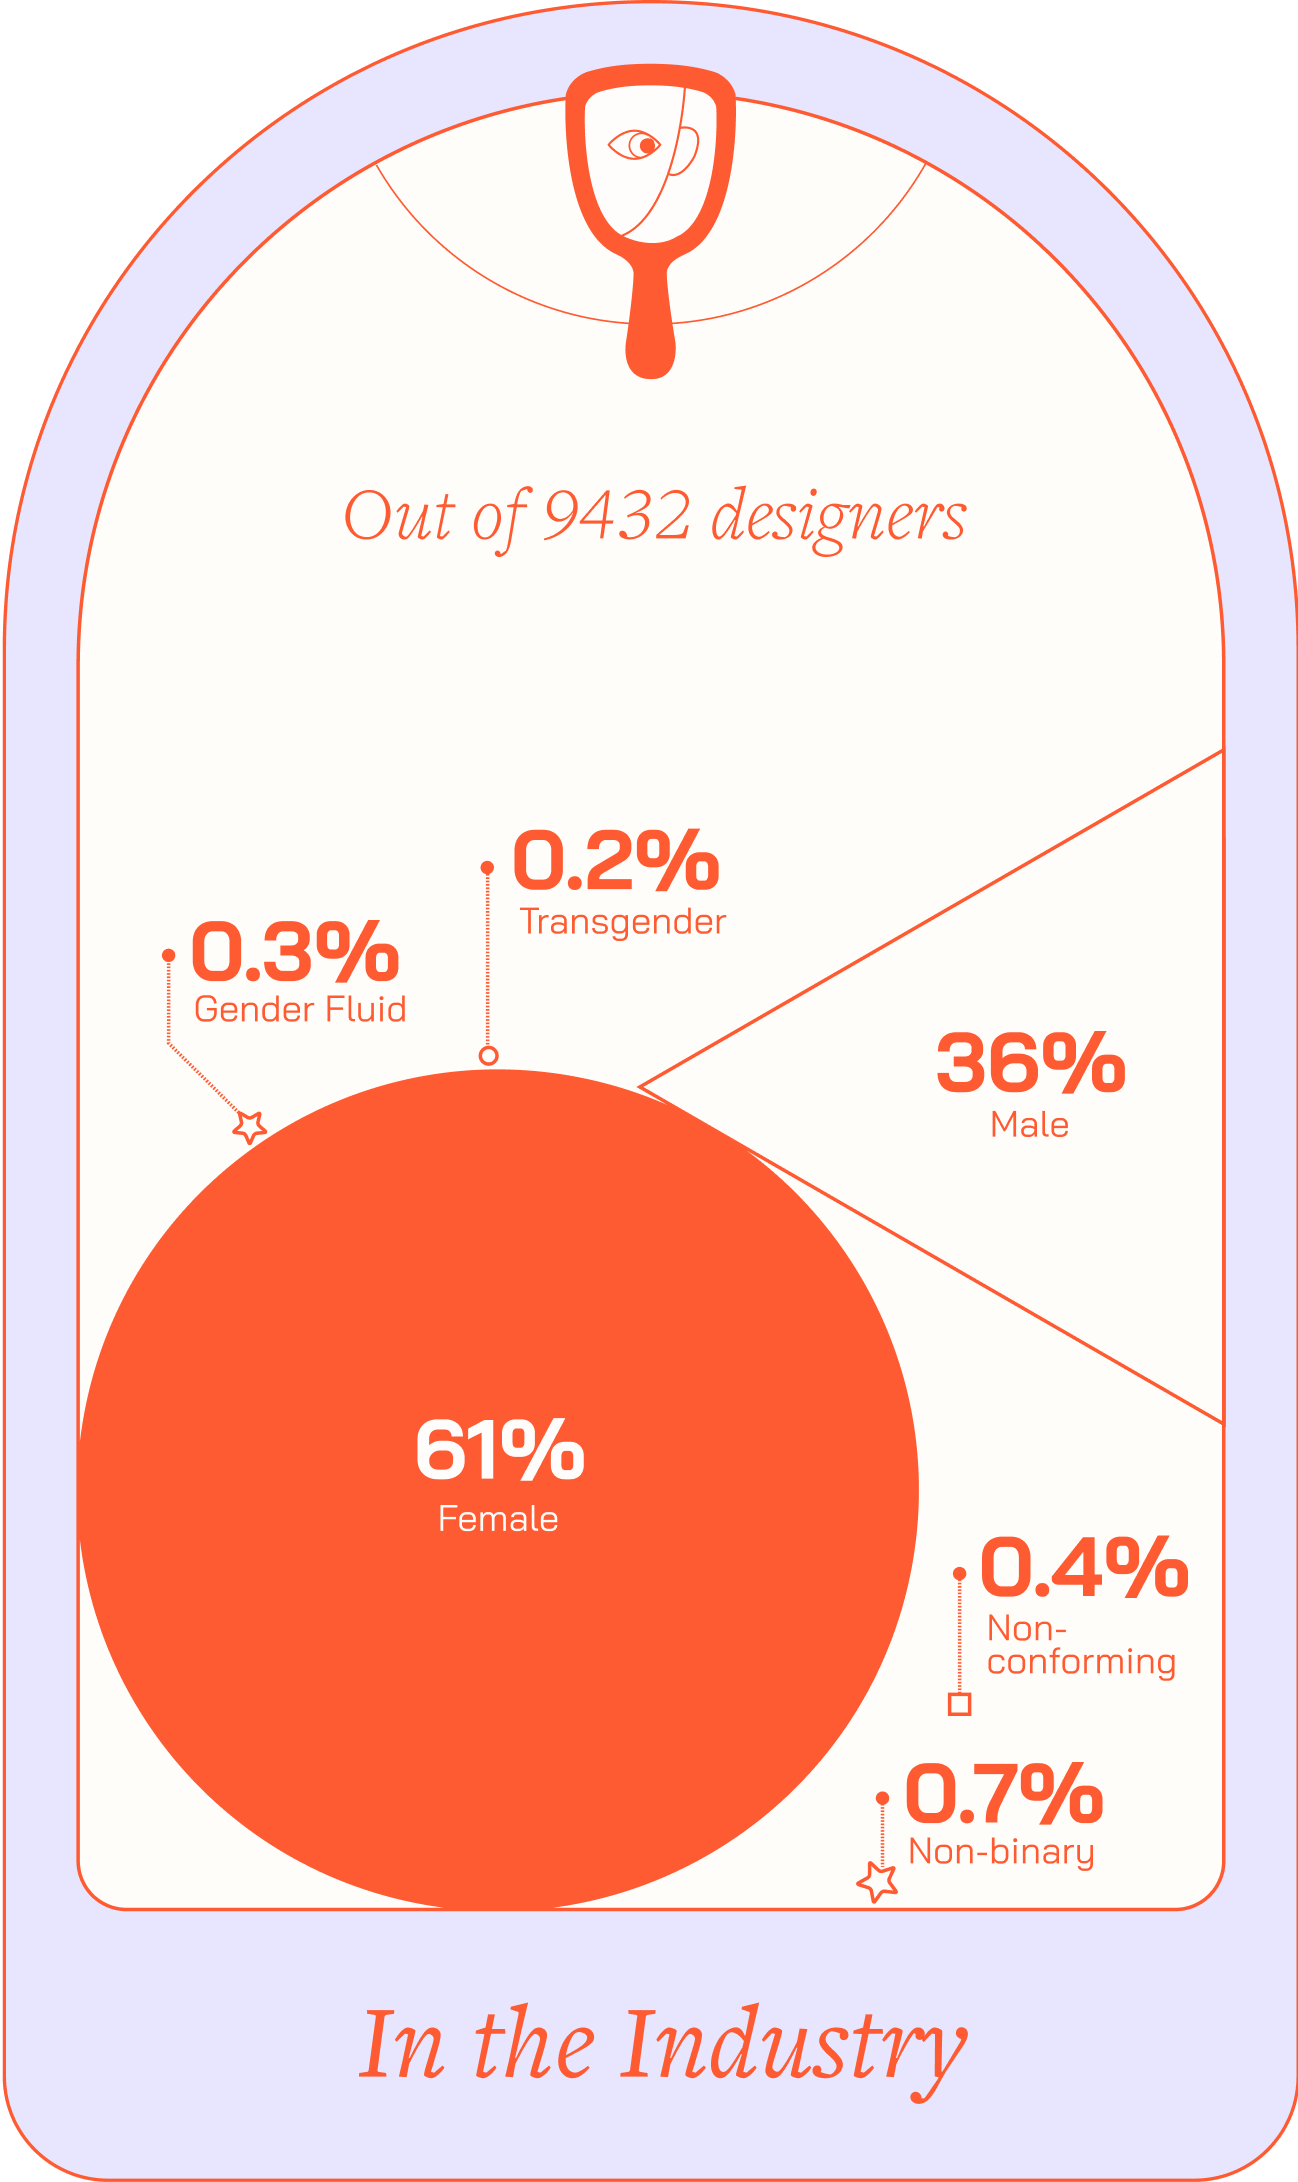 Out of 9432 designers
0.2%
Transgender
0.3%
Gender Fluid
36%
Male
61%
Female
0.4%
Non-
conforming
0.7%
Non-binary
In the Industry